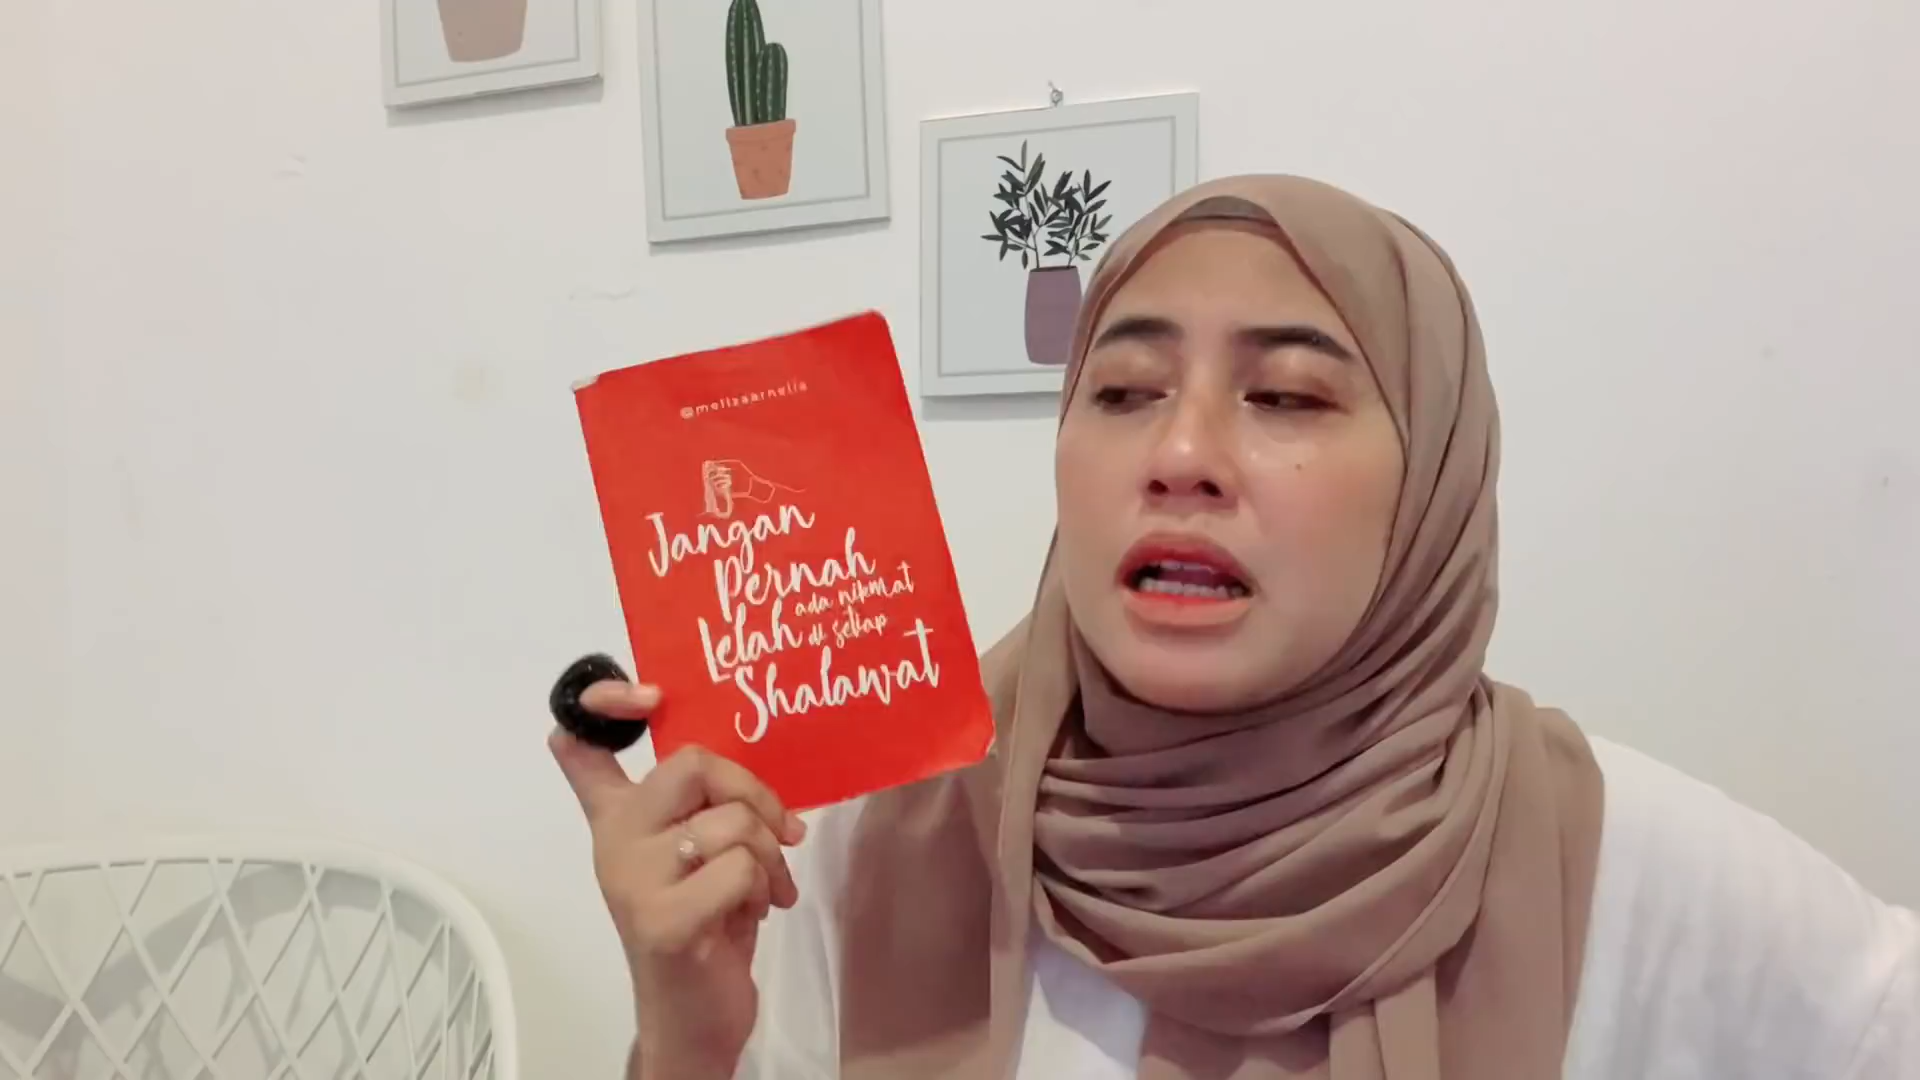 @melizaarnelia
Jangan
Pernah
Lelah ada nikmat
di setiap
Shalawat